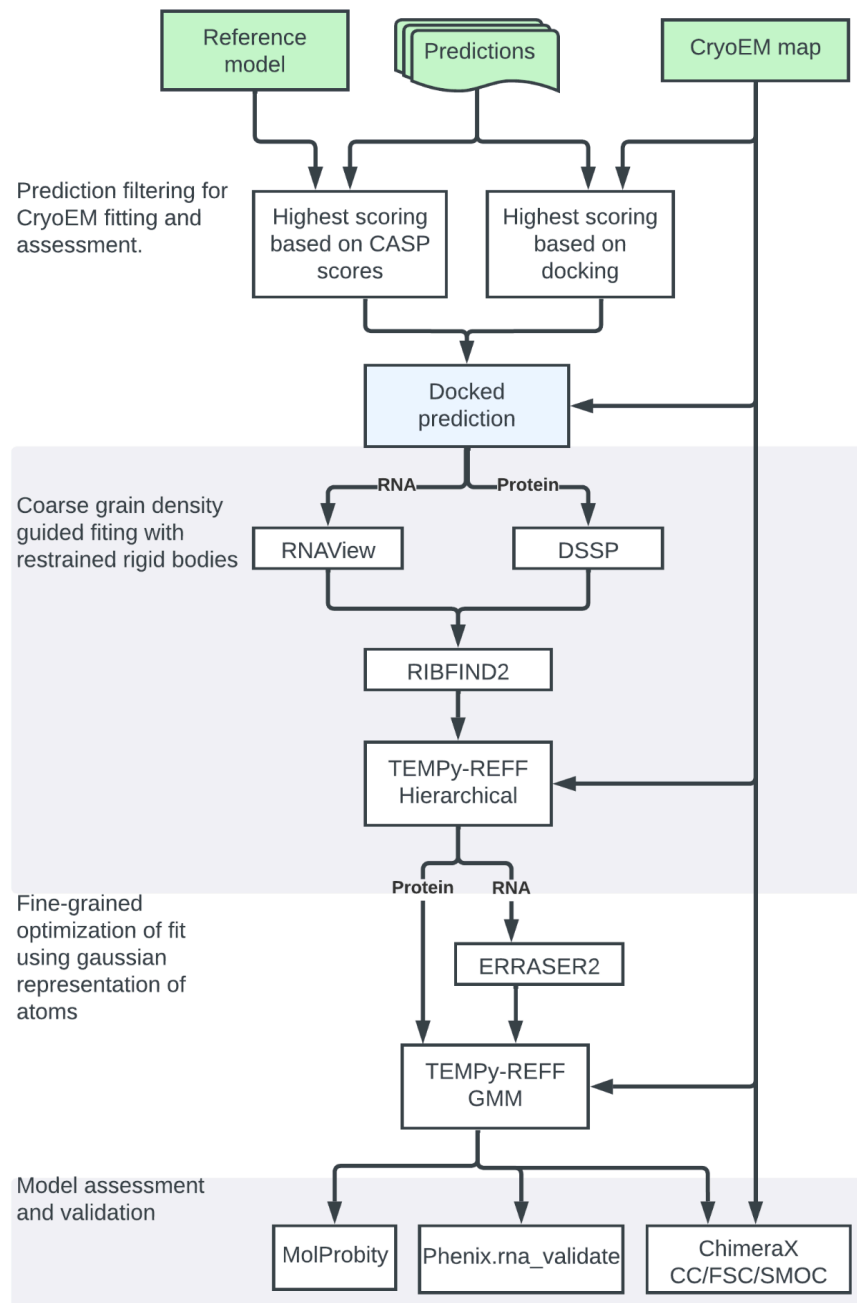 Reference
model
Predictions
CryoEM map
Prediction filtering for
CryoEM fitting and
assessment.
Highest scoring
based on CASP
scores
Highest scoring
based on
docking
Docked
prediction
RNA
Protein
Coarse grain density
guided fiting with
restrained rigid bodies
RNAView
DSSP
RIBFIND2
TEMPy-REFF
Hierarchical
Protein
RNA
Fine-grained
optimization of fit
using gaussian
representation of
atoms
ERRASER2
TEMPy-REFF
GMM
Model assessment
and validation
MolProbity
Phenix.rna_validate
ChimeraX
CC/FSC/SMOC